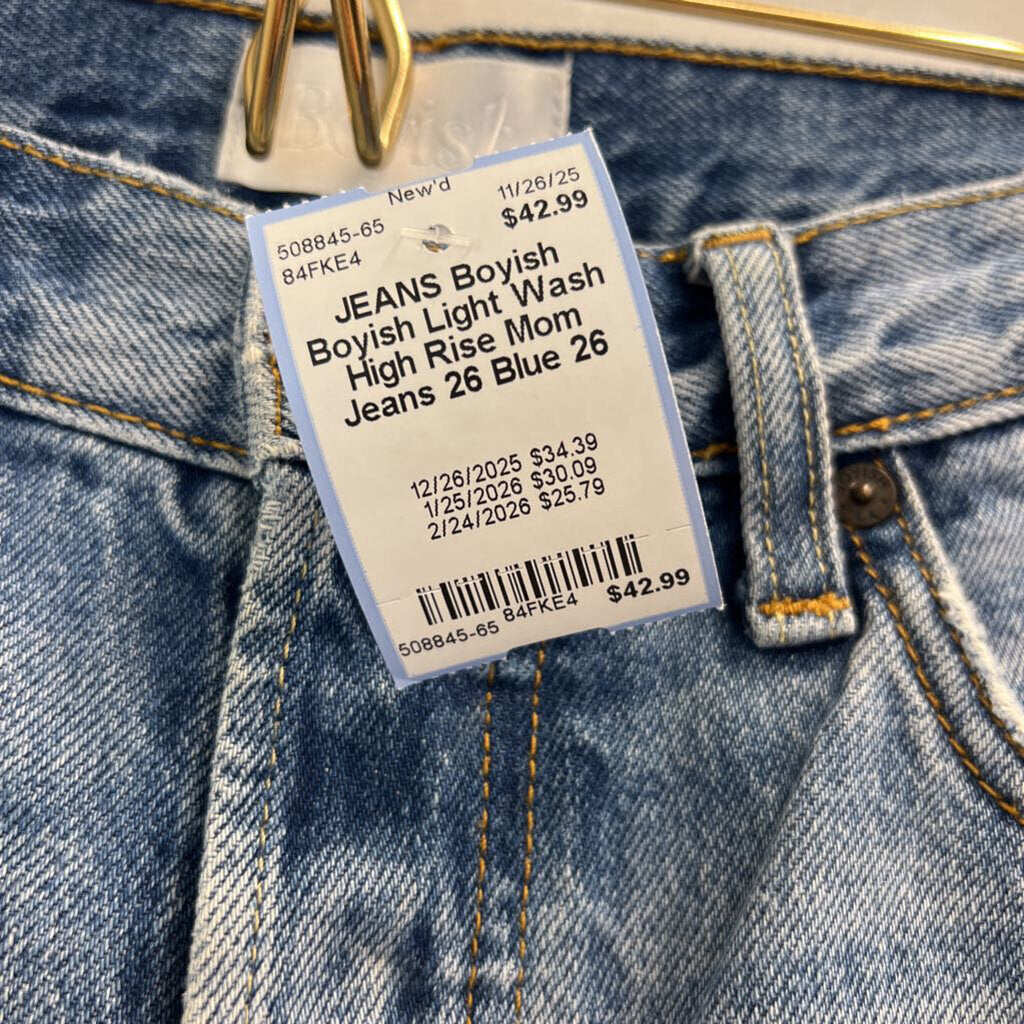 Boyish
New'd
11/26/25
508845-65
$42.99
84FKE4
JEANS Boyish
Boyish Light Wash
High Rise Mom
Jeans 26 Blue 26
12/26/2025 $34.39
1/25/2026 $30.09
2/24/2026 $25.79
508845-65 84FKE4 $42.99